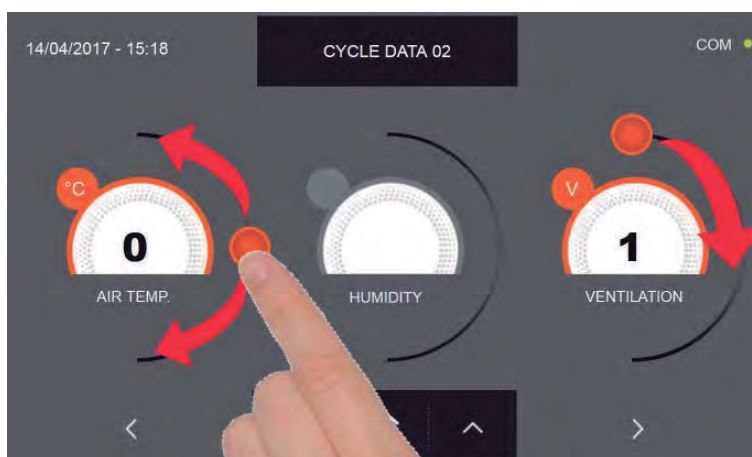 14/04/2017 - 15:18
CYCLE DATA 02
COM
°C
V
0
1
AIR TEMP.
HUMIDITY
VENTILATION